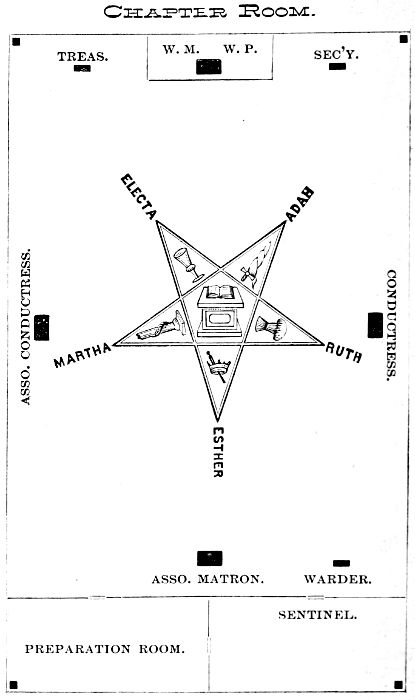 CHAPTER ROOM.
TREAS.
W. M. W. P.
SEC'Y.
ELECTA
ADAH
ASSO. CONDUCTRESS.
CONDUCTRESS.
MARTHA
RUTH
ESTHER
ASSO. MATRON.
WARDER.
SENTINEL.
PREPARATION ROOM.